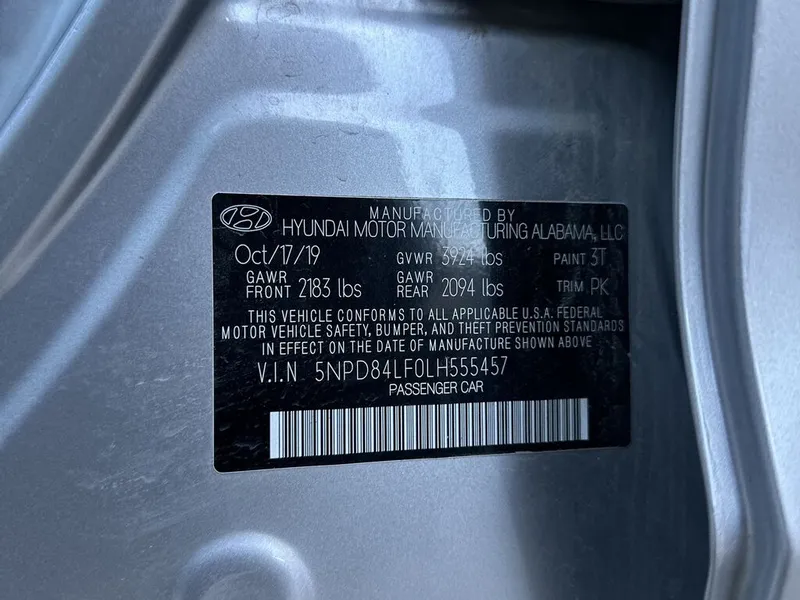 MANUFACTURED BY
HYUNDAI MOTOR MANUFACTURING ALABAMA, LLC
Oct/17/19 GVWR 3924 lbs PAINT 3T
GAWR FRONT 2183 lbs GAWR REAR 2094 lbs TRIM PK
THIS VEHICLE CONFORMS TO ALL APPLICABLE U.S.A. FEDERAL
MOTOR VEHICLE SAFETY, BUMPER, AND THEFT PREVENTION STANDARDS
IN EFFECT ON THE DATE OF MANUFACTURE SHOWN ABOVE
V.I.N 5NPD84LF0LH555457
PASSENGER CAR